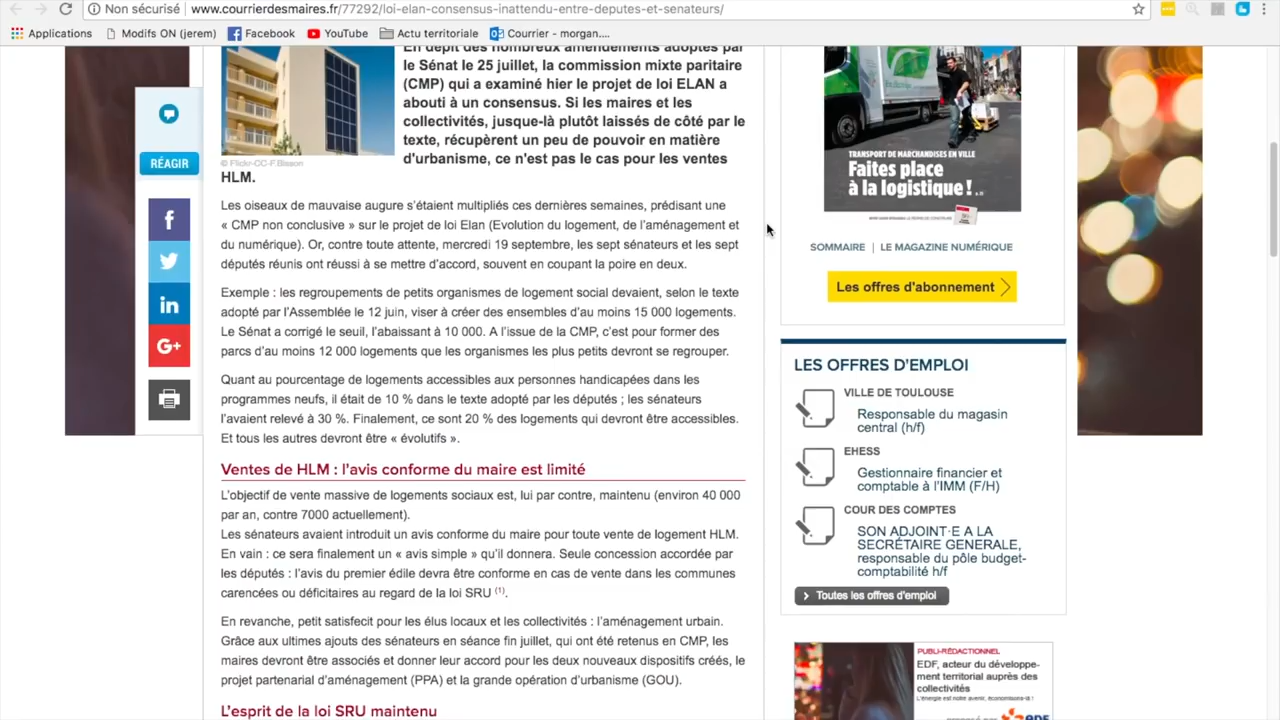 Non sécurisé | www.courrierdesmaires.fr/77292/loi-elan-consensus-inattendu-entre-deputes-et-senateurs/
Applications
Modifs ON (jerem)
Facebook
YouTube
Actu territoriale
Courrier - morgan....
En dépit des nombreux amendements adoptés par
le Sénat le 25 juillet, la commission mixte paritaire
(CMP) qui a examiné hier le projet de loi ELAN a
abouti à un consensus. Si les maires et les
collectivités, jusque-là plutôt laissés de côté par le
texte, récupèrent un peu de pouvoir en matière
d'urbanisme, ce n'est pas le cas pour les ventes
HLM.
© Flickr-CC-F.Bisson
RÉAGIR
Les oiseaux de mauvaise augure s'étaient multipliés ces dernières semaines, prédisant une
« CMP non conclusive » sur le projet de loi Elan (Evolution du logement, de l'aménagement et
du numérique). Or, contre toute attente, mercredi 19 septembre, les sept sénateurs et les sept
députés réunis ont réussi à se mettre d'accord, souvent en coupant la poire en deux.
Exemple : les regroupements de petits organismes de logement social devaient, selon le texte
adopté par l'Assemblée le 12 juin, viser à créer des ensembles d'au moins 15 000 logements.
Le Sénat a corrigé le seuil, l'abaissant à 10 000. A l'issue de la CMP, c'est pour former des
parcs d'au moins 12 000 logements que les organismes les plus petits devront se regrouper.
Quant au pourcentage de logements accessibles aux personnes handicapées dans les
programmes neufs, il était de 10 % dans le texte adopté par les députés ; les sénateurs
l'avaient relevé à 30 %. Finalement, ce sont 20 % des logements qui devront être accessibles.
Et tous les autres devront être « évolutifs ».
Ventes de HLM : l'avis conforme du maire est limité
L'objectif de vente massive de logements sociaux est, lui par contre, maintenu (environ 40 000
par an, contre 7000 actuellement).
Les sénateurs avaient introduit un avis conforme du maire pour toute vente de logement HLM.
En vain : ce sera finalement un « avis simple » qu'il donnera. Seule concession accordée par
les députés : l'avis du premier édile devra être conforme en cas de vente dans les communes
carencées ou déficitaires au regard de la loi SRU (1).
En revanche, petit satisfecit pour les élus locaux et les collectivités : l'aménagement urbain.
Grâce aux ultimes ajouts des sénateurs en séance fin juillet, qui ont été retenus en CMP, les
maires devront être associés et donner leur accord pour les deux nouveaux dispositifs créés, le
projet partenarial d'aménagement (PPA) et la grande opération d'urbanisme (GOU).
L'esprit de la loi SRU maintenu
TRANSPORT DE MARCHANDISES EN VILLE
Faites place
à la logistique !
SOMMAIRE | LE MAGAZINE NUMÉRIQUE
Les offres d'abonnement
LES OFFRES D'EMPLOI
VILLE DE TOULOUSE
Responsable du magasin
central (h/f)
EHESS
Gestionnaire financier et
comptable à l'IMM (F/H)
COUR DES COMPTES
SON ADJOINT·E A LA
SECRÉTAIRE GENERALE,
responsable du pôle budget-
comptabilité h/f
Toutes les offres d'emploi
PUBLI-RÉDACTIONNEL
EDF, acteur du développe-
ment territorial auprès des
collectivités
L'énergie est notre avenir, économisons-la !
EDF